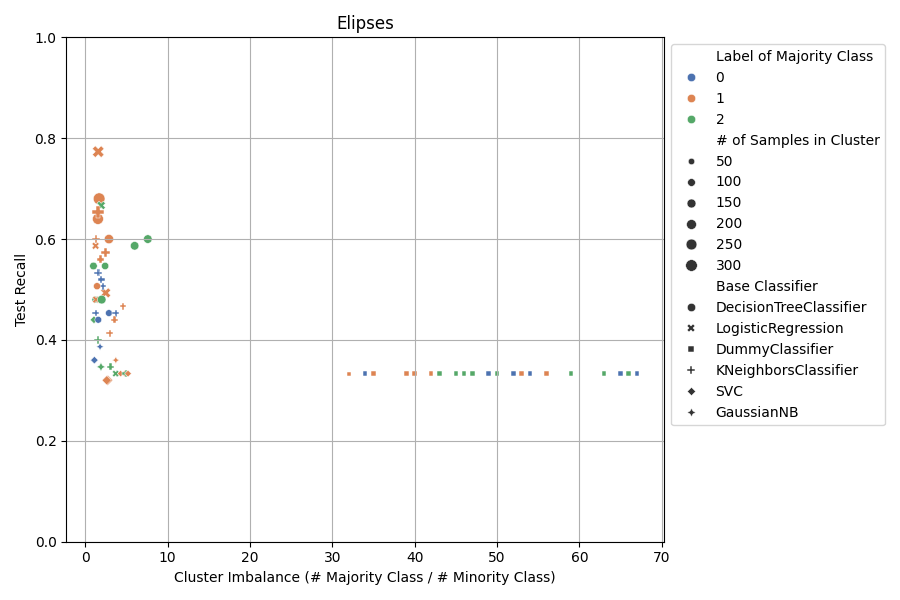 Elipses
1.0
0.8
0.6
0.4
0.2
0.0
Test Recall
0 10 20 30 40 50 60 70
Cluster Imbalance (# Majority Class / # Minority Class)
Label of Majority Class
0
1
2
# of Samples in Cluster
50
100
150
200
250
300
Base Classifier
DecisionTreeClassifier
LogisticRegression
DummyClassifier
KNeighborsClassifier
SVC
GaussianNB